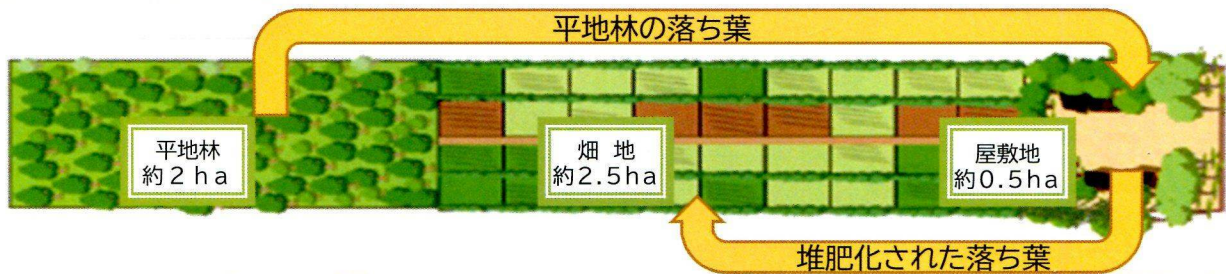 平地林の落ち葉
平地林
約2ha
畑 地
約2.5ha
屋敷地
約0.5ha
堆肥化された落ち葉